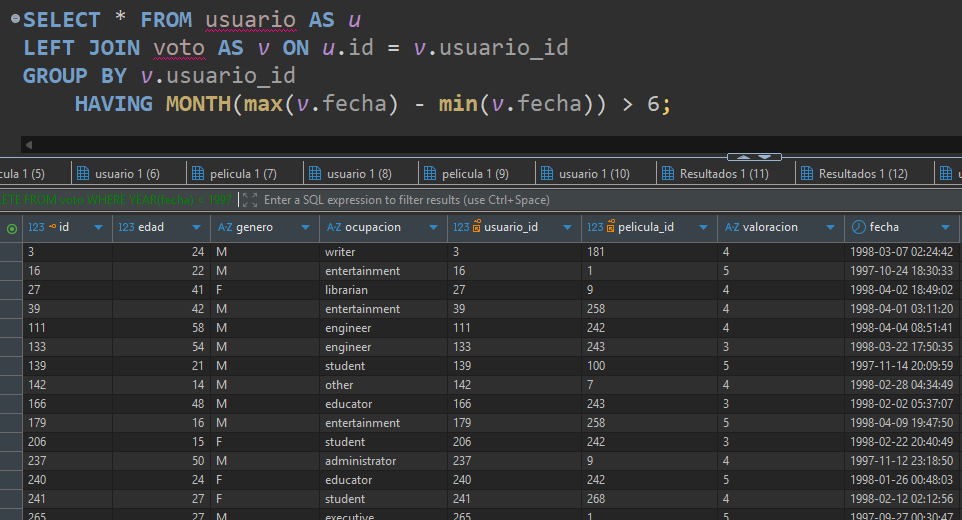 SELECT * FROM usuario AS u
LEFT JOIN voto AS v ON u.id = v.usuario_id
GROUP BY v.usuario_id
HAVING MONTH(max(v.fecha) - min(v.fecha)) > 6;
cula 1 (5) usuario 1 (6) pelicula 1 (7) usuario 1 (8) pelicula 1 (9) usuario 1 (10) Resultados 1 (11) Resultados 1 (12) u
ETE FROM voto WHERE YEAR(fecha) < 1997 Enter a SQL expression to filter results (use Ctrl+Space)
123 id 123 edad A-Z genero A-Z ocupacion 123 usuario_id 123 pelicula_id A-Z valoracion fecha
3 24 M writer 3 181 4 1998-03-07 02:24:42
16 22 M entertainment 16 1 5 1997-10-24 18:30:33
27 41 F librarian 27 9 4 1998-04-02 18:49:02
39 42 M entertainment 39 258 4 1998-04-01 03:11:20
111 58 M engineer 111 242 4 1998-04-04 08:51:41
133 54 M engineer 133 243 3 1998-03-22 17:50:35
139 21 M student 139 100 5 1997-11-14 20:09:59
142 14 M other 142 7 4 1998-02-28 04:34:49
166 48 M educator 166 243 3 1998-02-02 05:37:07
179 16 M entertainment 179 258 5 1998-04-09 19:47:50
206 15 F student 206 242 3 1998-02-22 20:40:49
237 50 M administrator 237 9 4 1997-11-12 23:18:50
240 24 F educator 240 242 5 1998-01-26 00:48:03
241 27 F student 241 268 4 1998-02-12 02:12:56
265 27 M executive 265 1 5 1997-09-27 00:30:47